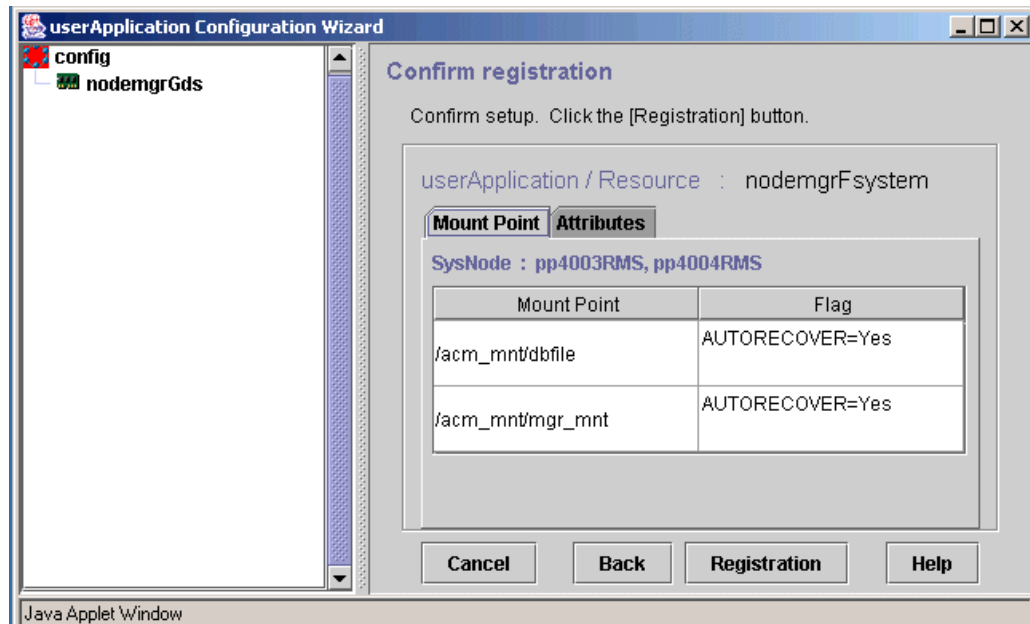 userApplication Configuration Wizard
config
nodemgrGds
Confirm registration
Confirm setup. Click the [Registration] button.
userApplication / Resource : nodemgrFsystem
Mount Point Attributes
SysNode : pp4003RMS, pp4004RMS
Mount Point Flag
/acm_mnt/dbfile AUTORECOVER=Yes
/acm_mnt/mgr_mnt AUTORECOVER=Yes
Cancel Back Registration Help
Java Applet Window